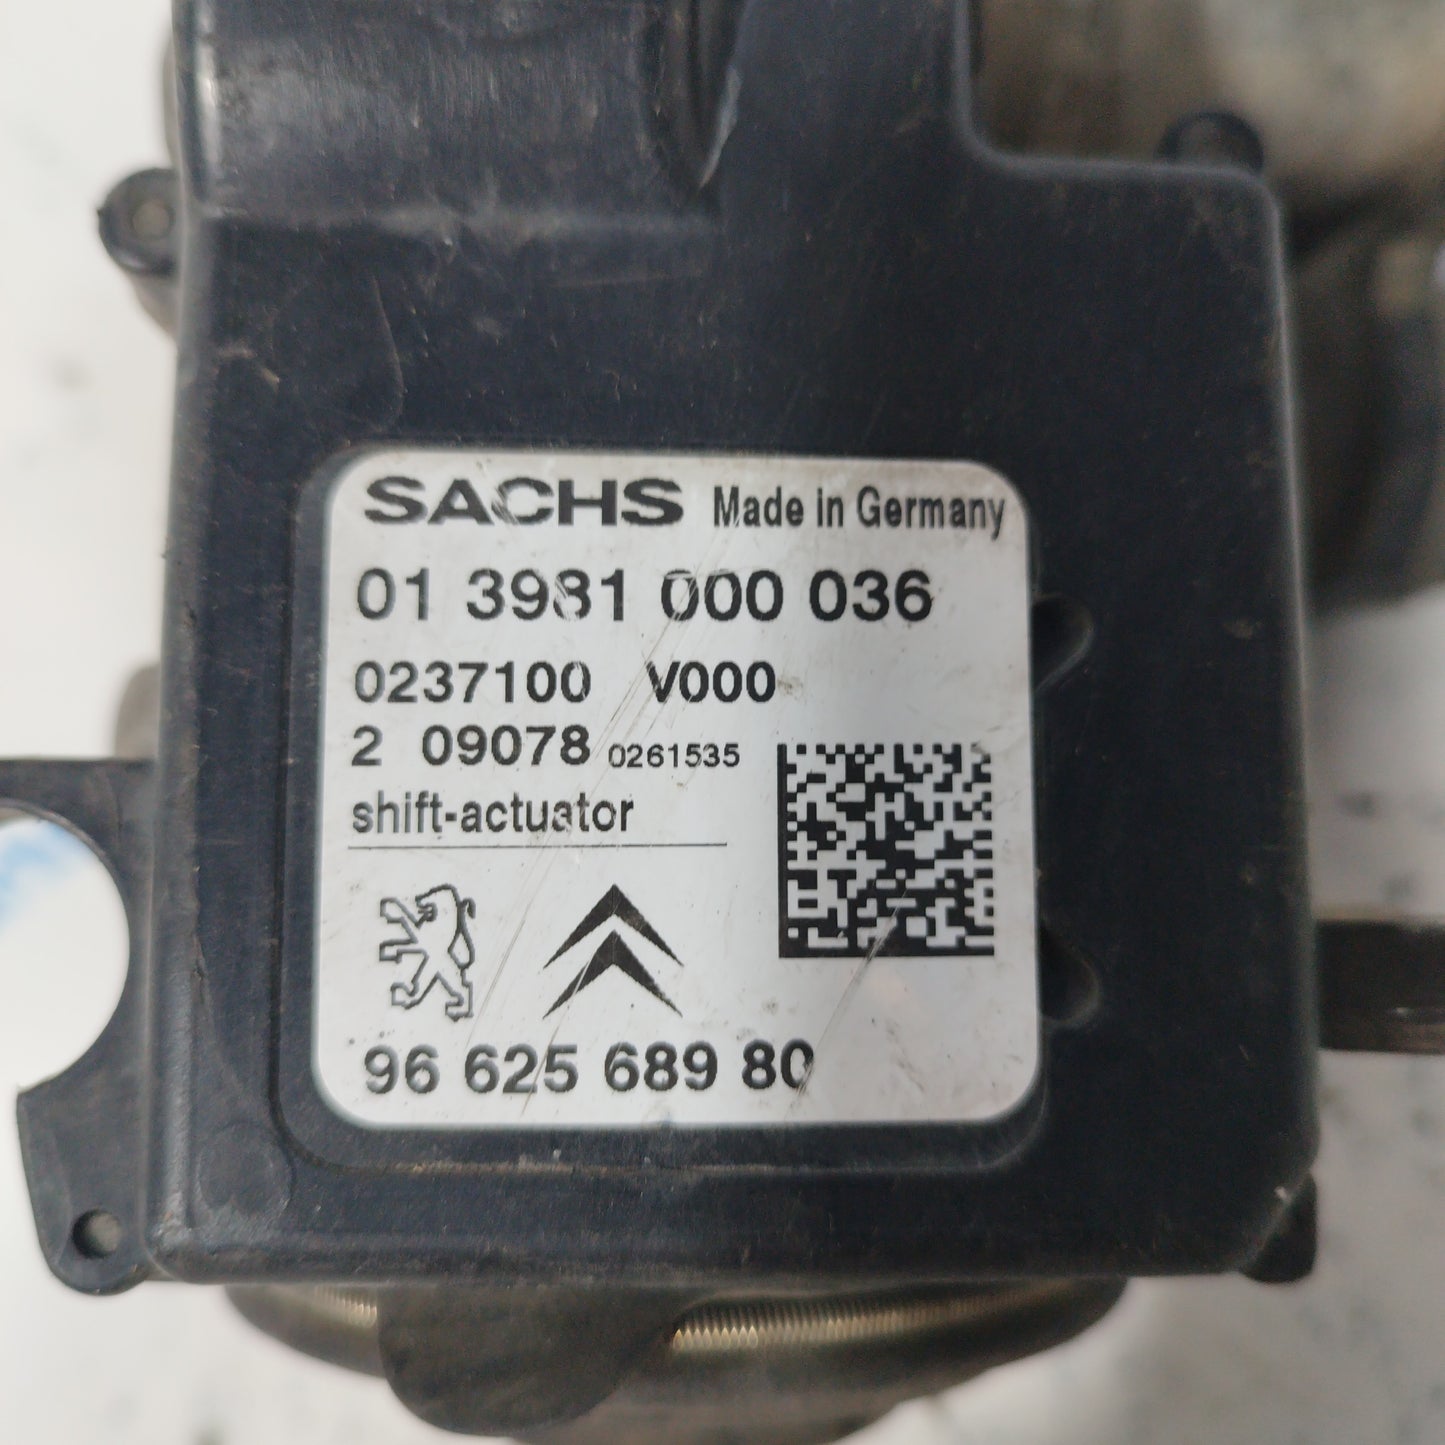 SACHS Made in Germany
01 3981 000 036
0237100 V000
2 09078 0261535
shift-actuator
96 625 689 80